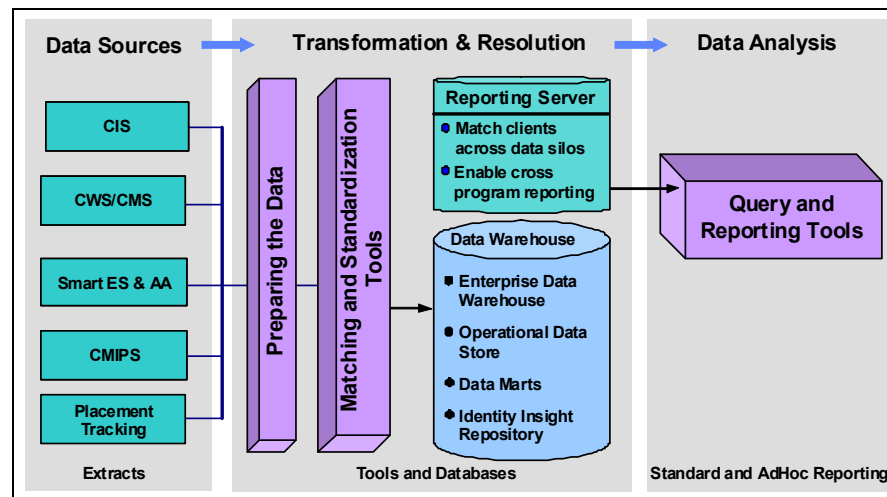 Data Sources
Transformation & Resolution
Data Analysis
CIS
CWS/CMS
Smart ES & AA
CMIPS
Placement
Tracking
Extracts
Preparing the Data
Matching and Standardization
Tools
Reporting Server
Match clients
across data silos
Enable cross
program reporting
Data Warehouse
Enterprise Data
Warehouse
Operational Data
Store
Data Marts
Identity Insight
Repository
Tools and Databases
Query and
Reporting Tools
Standard and AdHoc Reporting